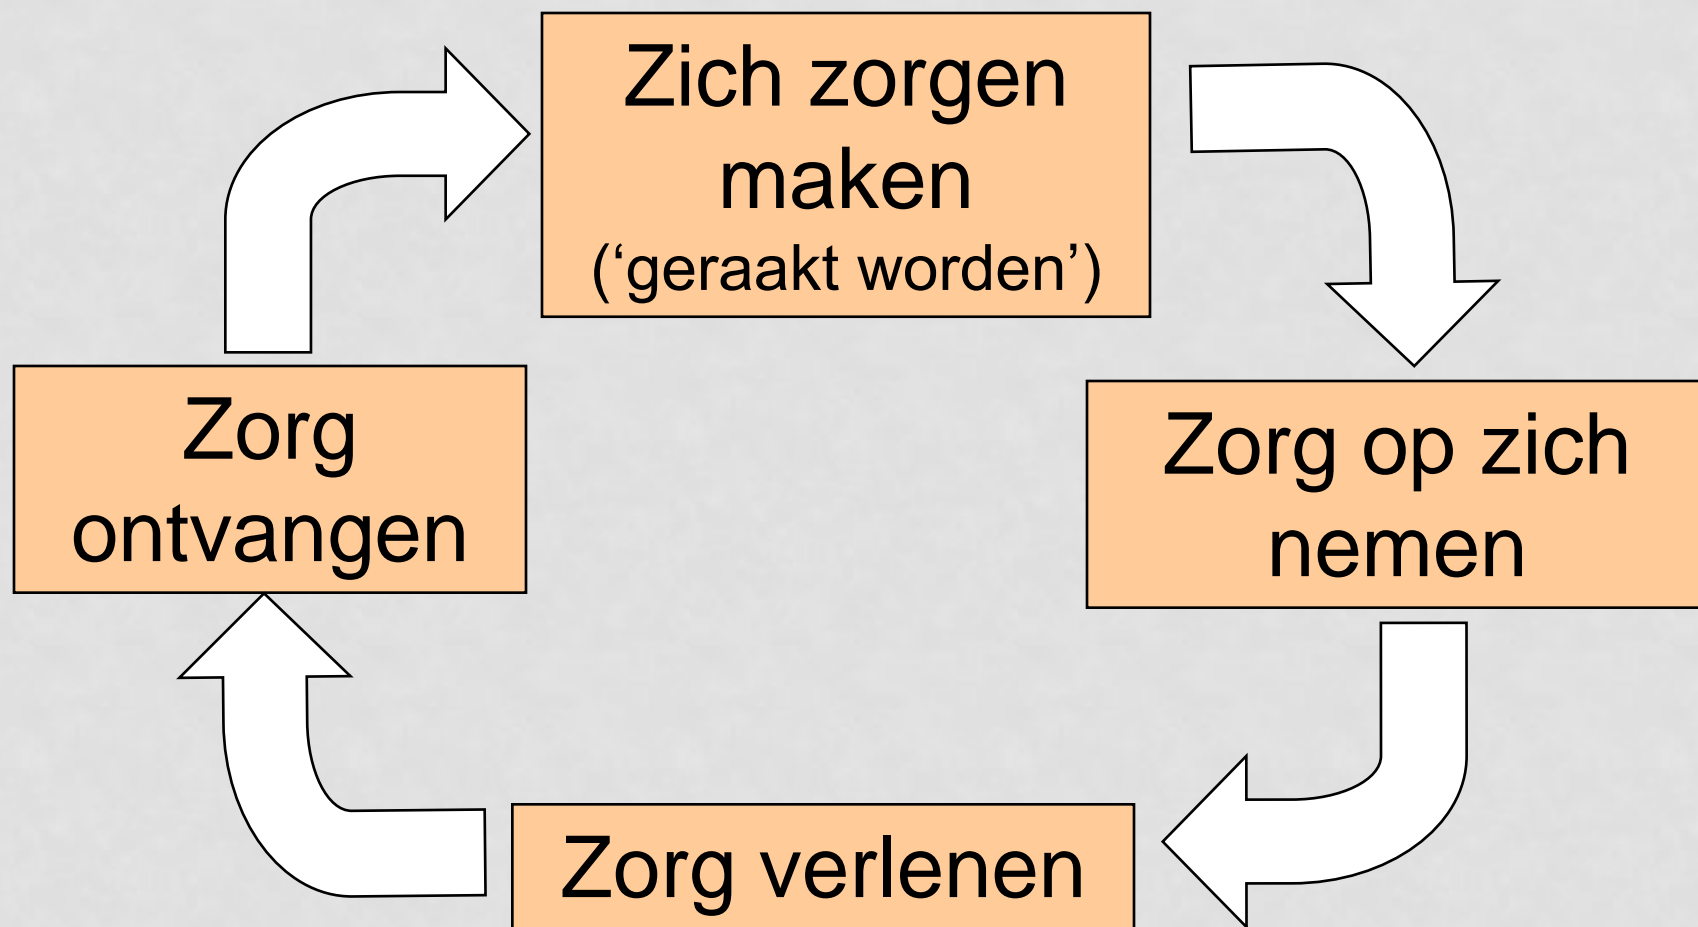 Zich zorgen
maken
(‘geraakt worden’)
Zorg op zich
nemen
Zorg verlenen
Zorg
ontvangen